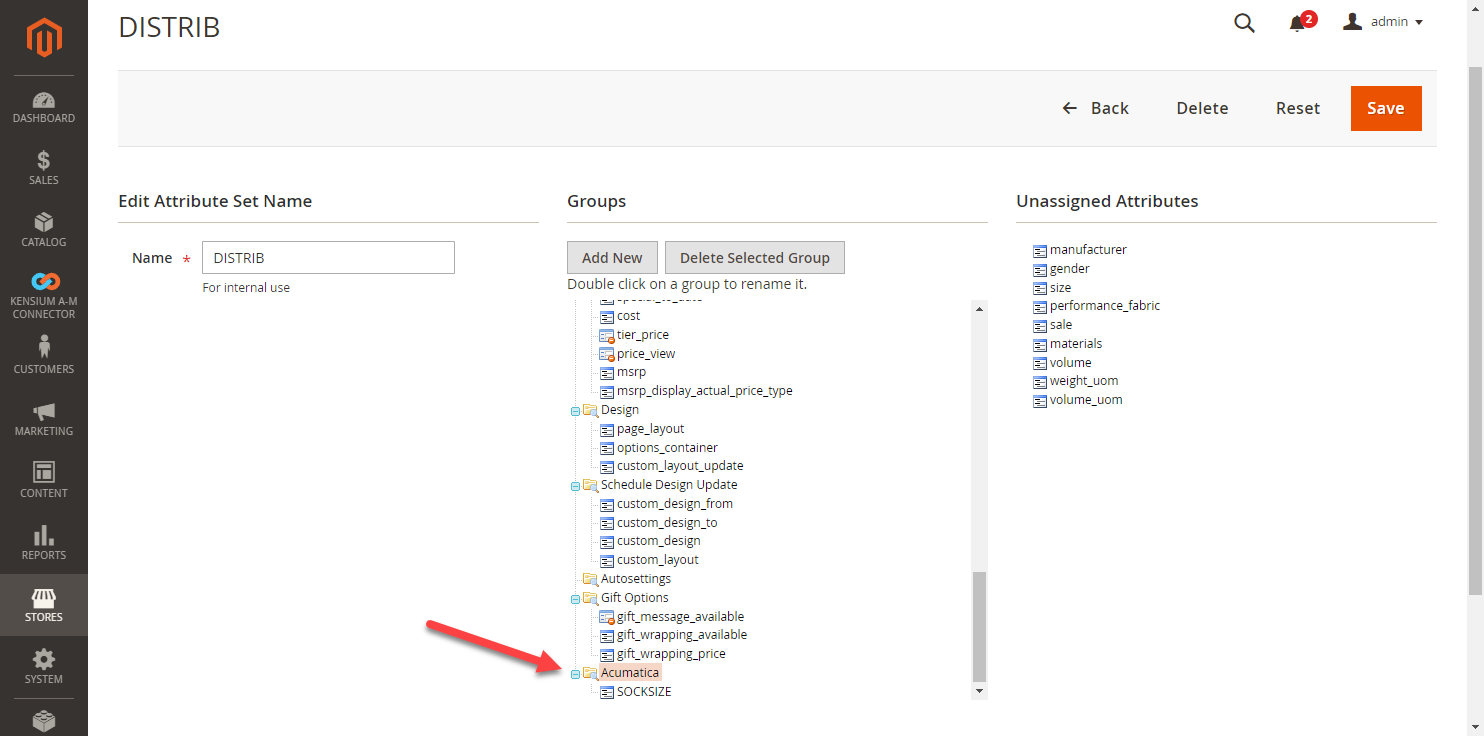 DISTRIB
2
admin
Back
Delete
Reset
Save
DASHBOARD
SALES
CATALOG
KENSIUM A-M
CONNECTOR
CUSTOMERS
MARKETING
CONTENT
REPORTS
STORES
SYSTEM
Edit Attribute Set Name
Name *
DISTRIB
For internal use
Groups
Add New
Delete Selected Group
Double click on a group to rename it.
cost
tier_price
price_view
msrp
msrp_display_actual_price_type
Design
page_layout
options_container
custom_layout_update
Schedule Design Update
custom_design_from
custom_design_to
custom_design
custom_layout
Autosettings
Gift Options
gift_message_available
gift_wrapping_available
gift_wrapping_price
Acumatica
SOCKSIZE
Unassigned Attributes
manufacturer
gender
size
performance_fabric
sale
materials
volume
weight_uom
volume_uom